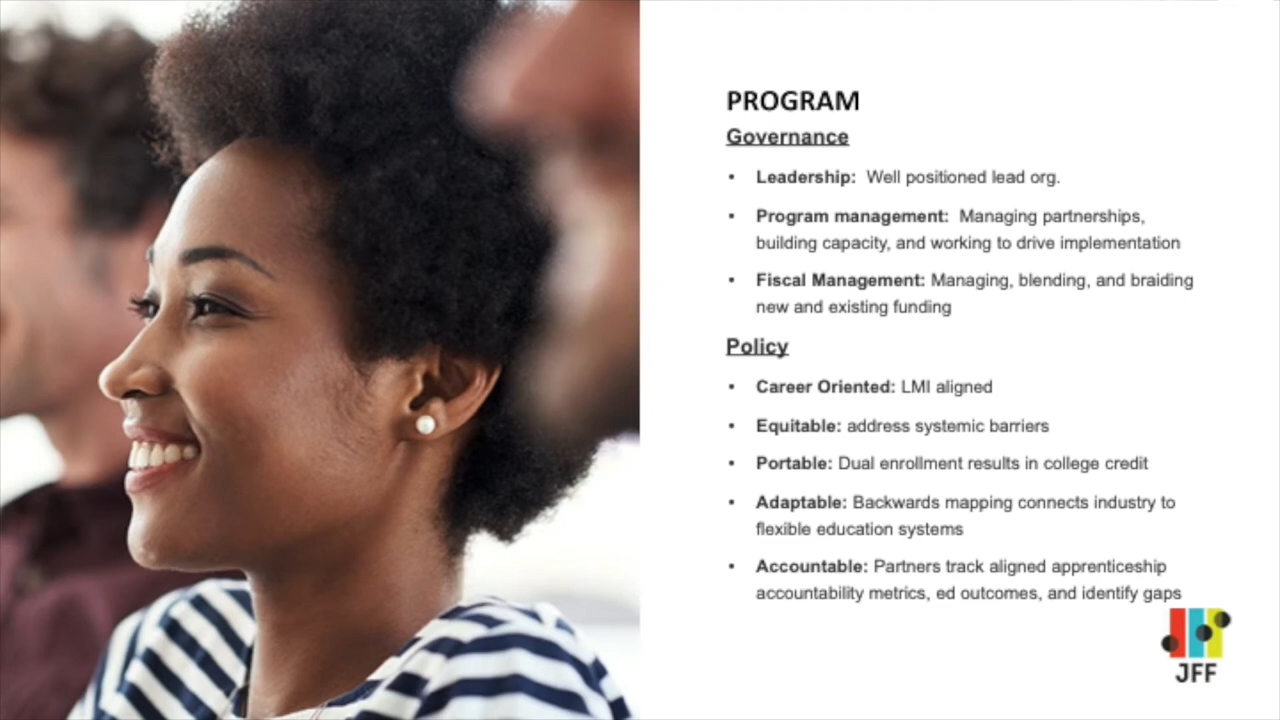 PROGRAM
Governance
• Leadership: Well positioned lead org.
• Program management: Managing partnerships,
building capacity, and working to drive implementation
• Fiscal Management: Managing, blending, and braiding
new and existing funding
Policy
• Career Oriented: LMI aligned
• Equitable: address systemic barriers
• Portable: Dual enrollment results in college credit
• Adaptable: Backwards mapping connects industry to
flexible education systems
• Accountable: Partners track aligned apprenticeship
accountability metrics, ed outcomes, and identify gaps
JFF